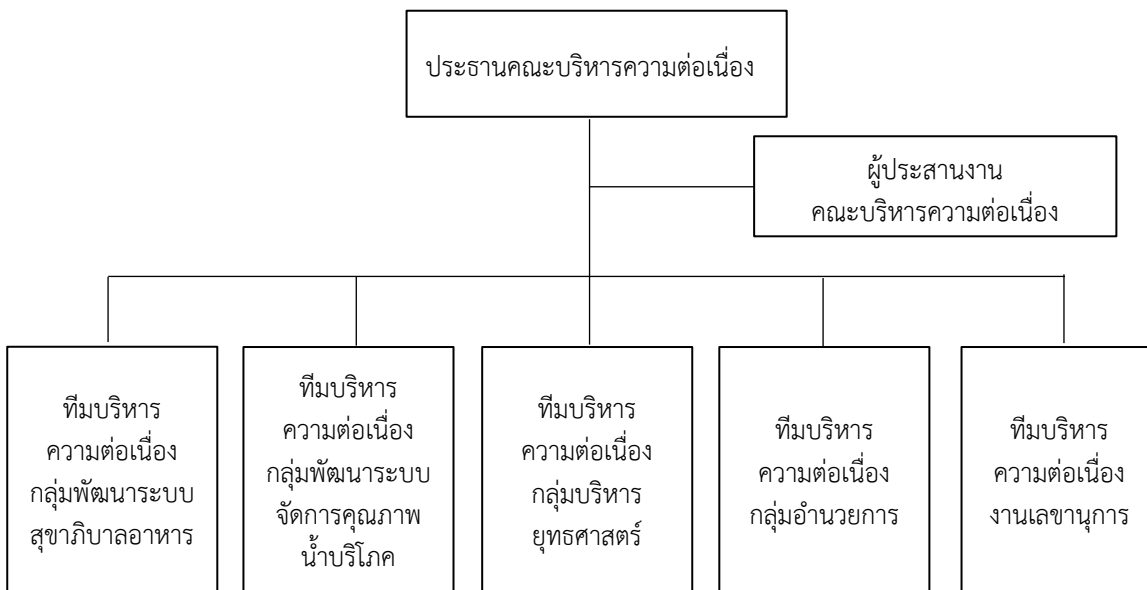 ประธานคณะบริหารความต่อเนื่อง
ผู้ประสานงาน
คณะบริหารความต่อเนื่อง
ทีมบริหาร
ความต่อเนื่อง
กลุ่มพัฒนาระบบ
สุขาภิบาลอาหาร
ทีมบริหาร
ความต่อเนื่อง
กลุ่มพัฒนาระบบ
จัดการคุณภาพ
น้ำบริโภค
ทีมบริหาร
ความต่อเนื่อง
กลุ่มบริหาร
ยุทธศาสตร์
ทีมบริหาร
ความต่อเนื่อง
กลุ่มอำนวยการ
ทีมบริหาร
ความต่อเนื่อง
งานเลขานุการ